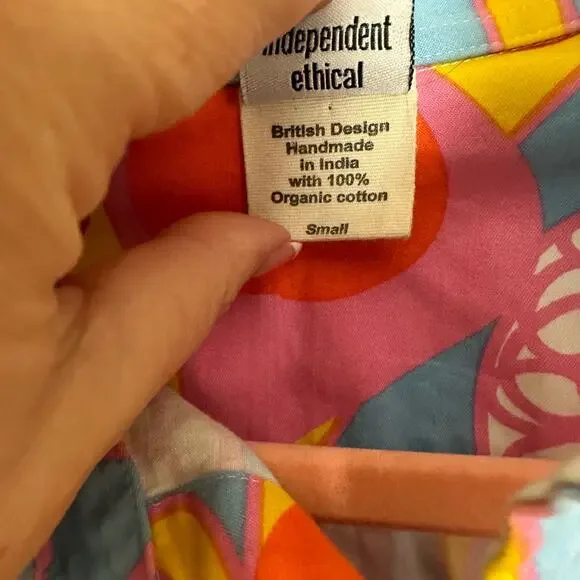 independent
ethical
British Design
Handmade
in India
with 100%
Organic cotton
Small